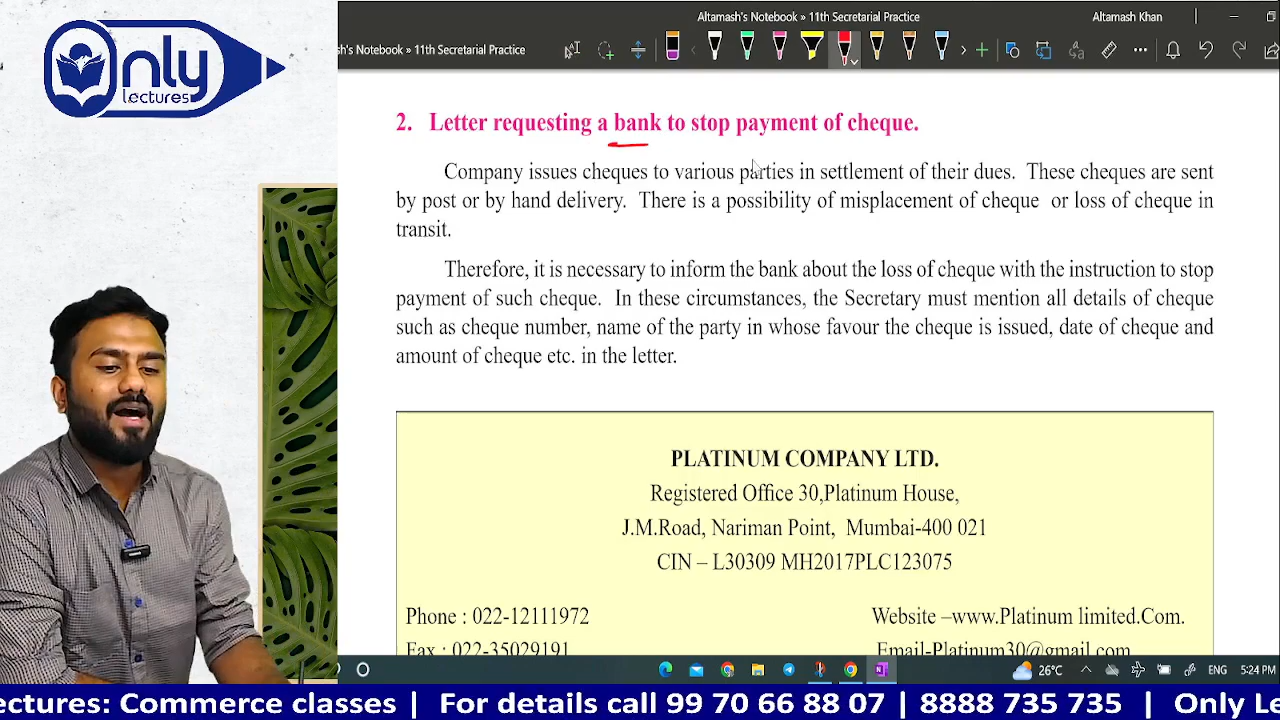 Only
lectures
Altamash's Notebook » 11th Secretarial Practice
Altamash Khan
's Notebook » 11th Secretarial Practice
2. Letter requesting a bank to stop payment of cheque.
Company issues cheques to various parties in settlement of their dues. These cheques are sent
by post or by hand delivery. There is a possibility of misplacement of cheque or loss of cheque in
transit.
Therefore, it is necessary to inform the bank about the loss of cheque with the instruction to stop
payment of such cheque. In these circumstances, the Secretary must mention all details of cheque
such as cheque number, name of the party in whose favour the cheque is issued, date of cheque and
amount of cheque etc. in the letter.
PLATINUM COMPANY LTD.
Registered Office 30,Platinum House,
J.M.Road, Nariman Point, Mumbai-400 021
CIN – L30309 MH2017PLC123075
Phone : 022-12111972
Website –www.Platinum limited.Com.
Fax : 022-35029191
Email-Platinum30@gmail.com
26°C
ENG
5:24 PM
ectures: Commerce classes | For details call 99 70 66 88 07 | 8888 735 735 | Only Le